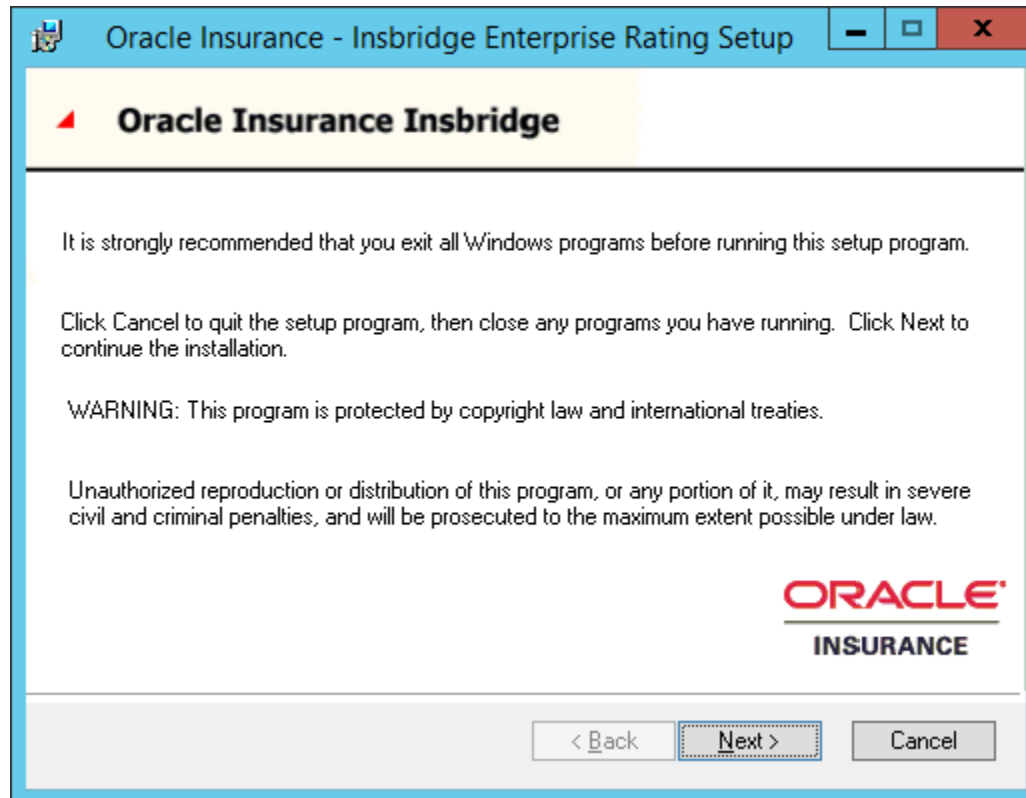 Oracle Insurance - Insbridge Enterprise Rating Setup
Oracle Insurance Insbridge
It is strongly recommended that you exit all Windows programs before running this setup program.
Click Cancel to quit the setup program, then close any programs you have running.  Click Next to
continue the installation.
WARNING: This program is protected by copyright law and international treaties.
Unauthorized reproduction or distribution of this program, or any portion of it, may result in severe
civil and criminal penalties, and will be prosecuted to the maximum extent possible under law.
ORACLE
INSURANCE
< Back Next > Cancel